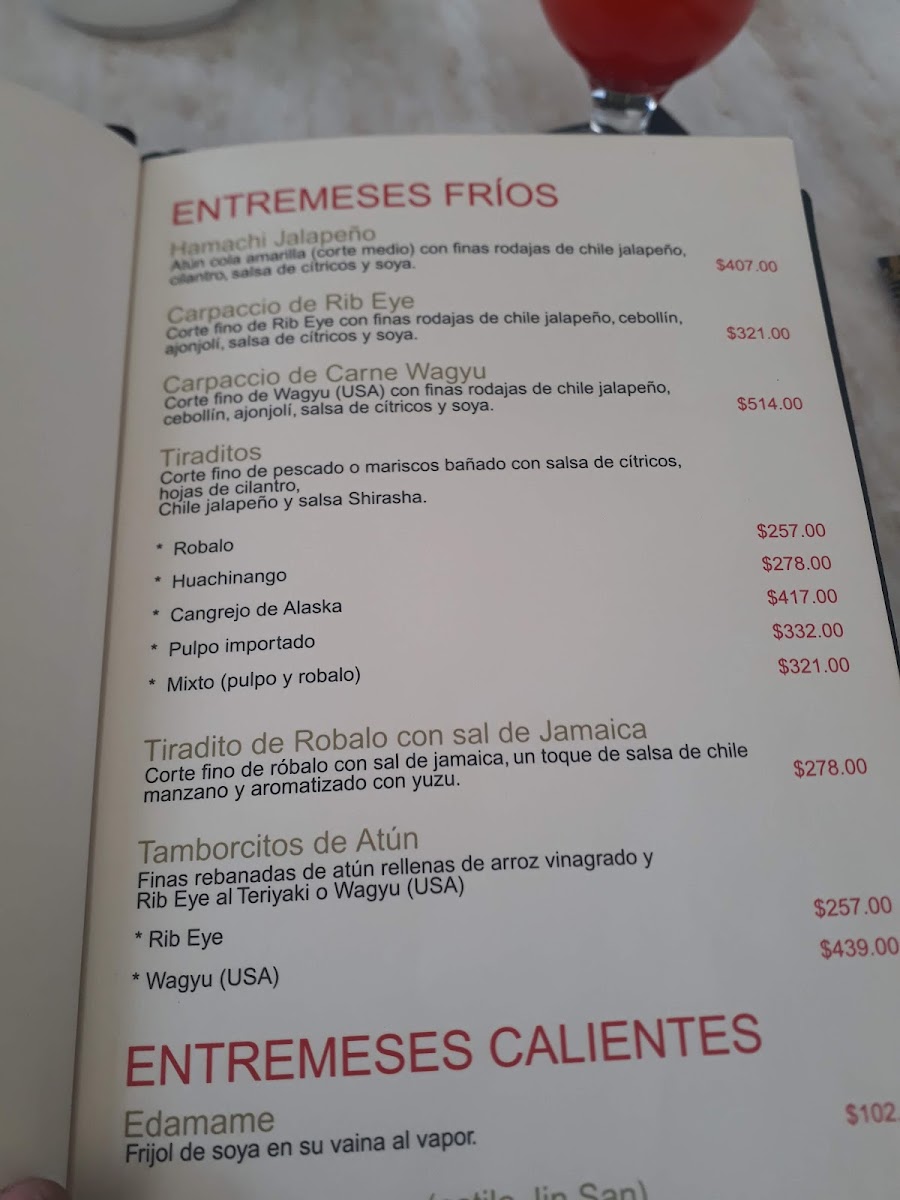 ENTREMESES FRÍOS
Hamachi Jalapeño
Atún cola amarilla (corte medio) con finas rodajas de chile jalapeño,
cilantro, salsa de cítricos y soya.
$407.00
Carpaccio de Rib Eye
Corte fino de Rib Eye con finas rodajas de chile jalapeño, cebollín,
ajonjolí, salsa de cítricos y soya.
$321.00
Carpaccio de Carne Wagyu
Corte fino de Wagyu (USA) con finas rodajas de chile jalapeño,
cebollín, ajonjolí, salsa de cítricos y soya.
$514.00
Tiraditos
Corte fino de pescado o mariscos bañado con salsa de cítricos,
hojas de cilantro,
Chile jalapeño y salsa Shirasha.
* Robalo $257.00
* Huachinango $278.00
* Cangrejo de Alaska $417.00
* Pulpo importado $332.00
* Mixto (pulpo y robalo) $321.00
Tiradito de Robalo con sal de Jamaica
Corte fino de róbalo con sal de jamaica, un toque de salsa de chile
manzano y aromatizado con yuzu.
$278.00
Tamborcitos de Atún
Finas rebanadas de atún rellenas de arroz vinagrado y
Rib Eye al Teriyaki o Wagyu (USA)
* Rib Eye $257.00
* Wagyu (USA) $439.00
ENTREMESES CALIENTES
Edamame
Frijol de soya en su vaina al vapor.
$102.
Jin San)